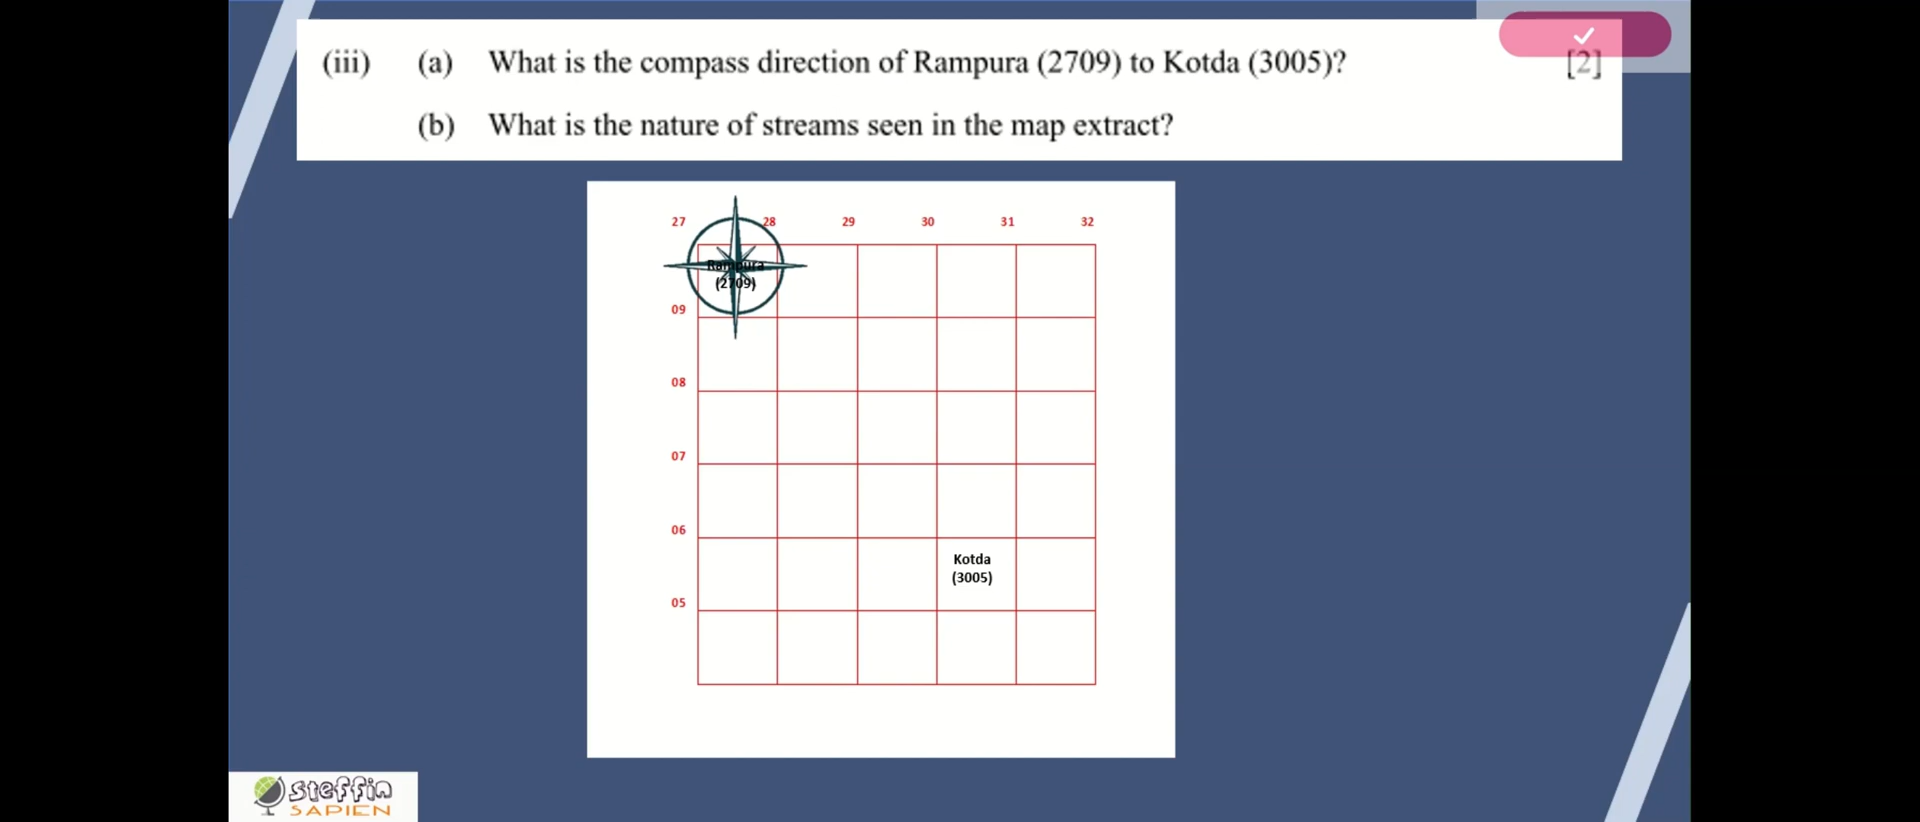 (iii) (a) What is the compass direction of Rampura (2709) to Kotda (3005)? [2]
(b) What is the nature of streams seen in the map extract?
27 28 29 30 31 32
Rampura
(2709)
09
08
07
06
Kotda
(3005)
05
steffin
SAPIEN